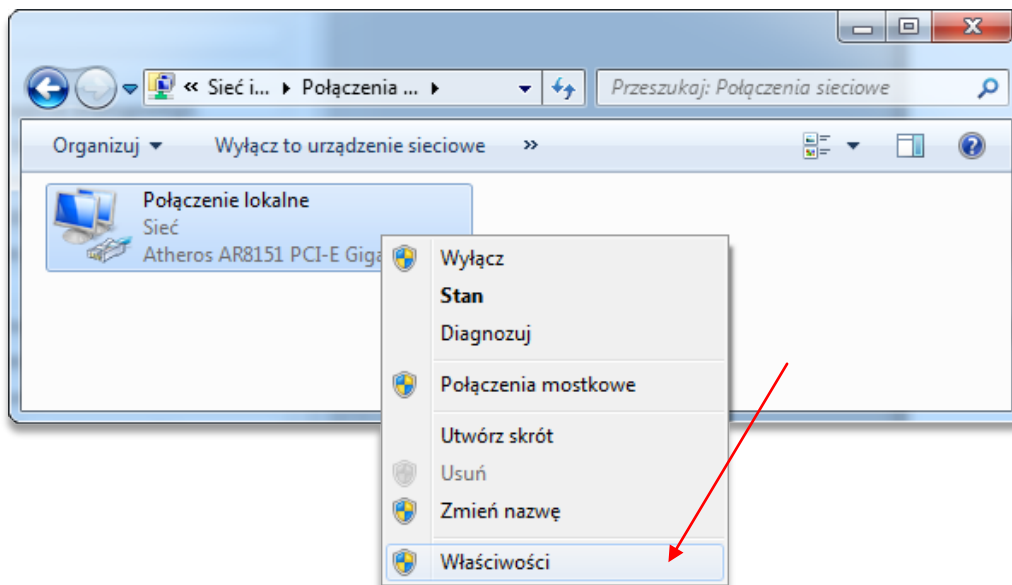 « Sieć i... Połączenia ...
Przeszukaj: Połączenia sieciowe
Organizuj
Wyłącz to urządzenie sieciowe
»
Połączenie lokalne
Sieć
Atheros AR8151 PCI-E Giga
Wyłącz
Stan
Diagnozuj
Połączenia mostkowe
Utwórz skrót
Usuń
Zmień nazwę
Właściwości